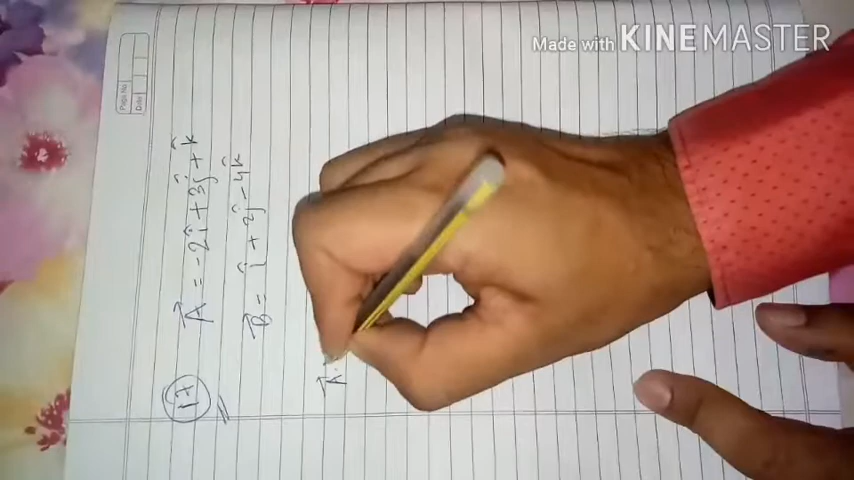 Made with KINEMASTER
Page No.
Date
17
A⃗ = -2î + 3ĵ + k̂
B⃗ = î + 2ĵ - 4k̂
A⃗.